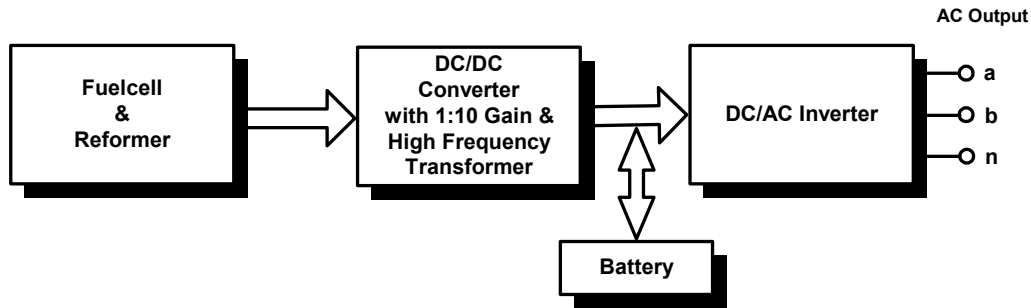 AC Output
Fuelcell
&
Reformer
DC/DC
Converter
with 1:10 Gain &
High Frequency
Transformer
DC/AC Inverter
a
b
n
Battery